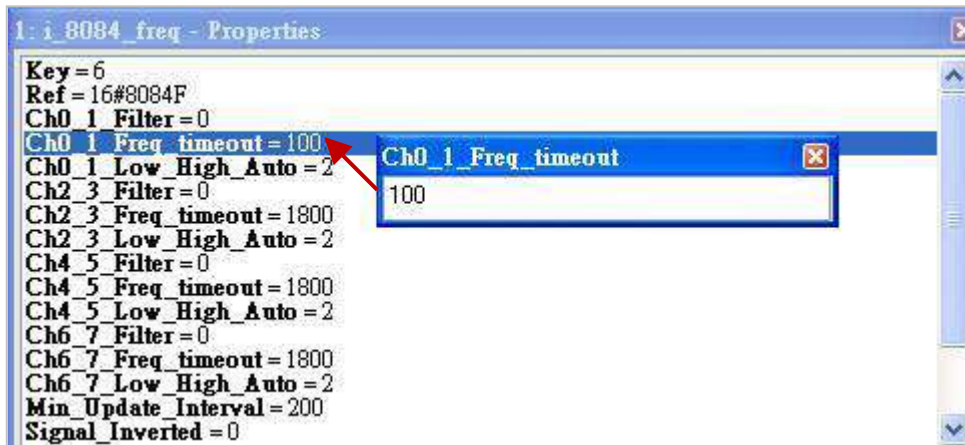 1: i_8084_freq - Properties
Key = 6
Ref = 16#8084F
Ch0_1_Filter = 0
Ch0_1_Freq_timeout = 100
Ch0_1_Low_High_Auto = 2
Ch2_3_Filter = 0
Ch2_3_Freq_timeout = 1800
Ch2_3_Low_High_Auto = 2
Ch4_5_Filter = 0
Ch4_5_Freq_timeout = 1800
Ch4_5_Low_High_Auto = 2
Ch6_7_Filter = 0
Ch6_7_Freq_timeout = 1800
Ch6_7_Low_High_Auto = 2
Min_Update_Interval = 200
Signal_Inverted = 0
Ch0_1_Freq_timeout
100